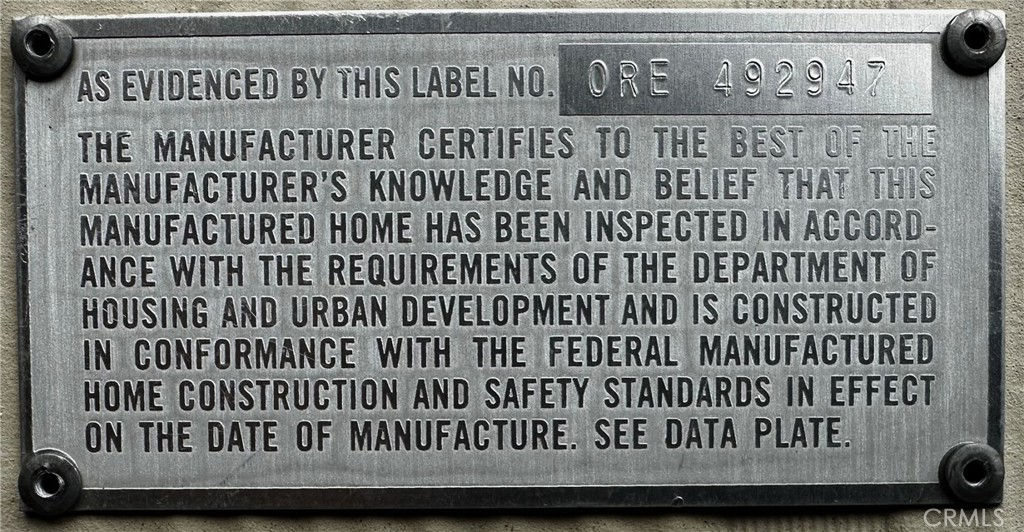 AS EVIDENCED BY THIS LABEL NO. ORE 492947
THE MANUFACTURER CERTIFIES TO THE BEST OF THE
MANUFACTURER'S KNOWLEDGE AND BELIEF THAT THIS
MANUFACTURED HOME HAS BEEN INSPECTED IN ACCORD-
ANCE WITH THE REQUIREMENTS OF THE DEPARTMENT OF
HOUSING AND URBAN DEVELOPMENT AND IS CONSTRUCTED
IN CONFORMANCE WITH THE FEDERAL MANUFACTURED
HOME CONSTRUCTION AND SAFETY STANDARDS IN EFFECT
ON THE DATE OF MANUFACTURE. SEE DATA PLATE.
CRMLS